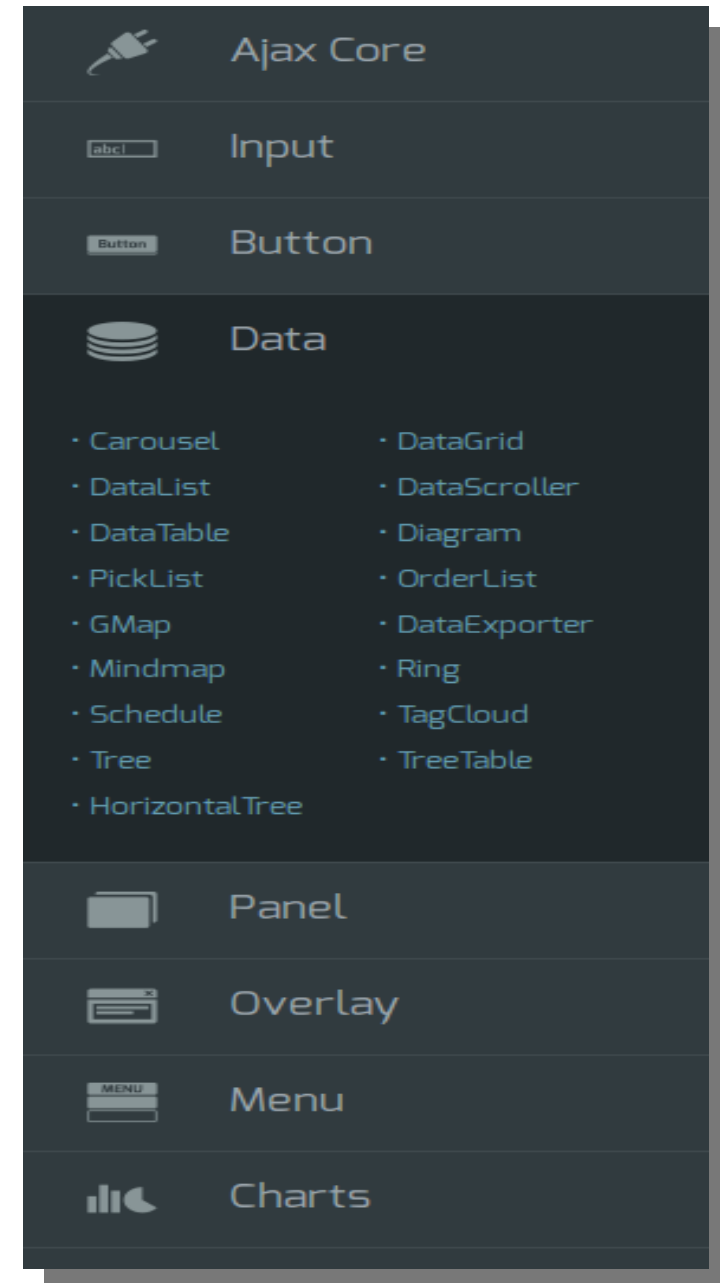 Ajax Core
abc! Input
Button Button
Data
· Carousel · DataGrid
· DataList · DataScroller
· DataTable · Diagram
· PickList · OrderList
· GMap · DataExporter
· Mindmap · Ring
· Schedule · TagCloud
· Tree · TreeTable
· HorizontalTree
Panel
Overlay
MENU Menu
Charts